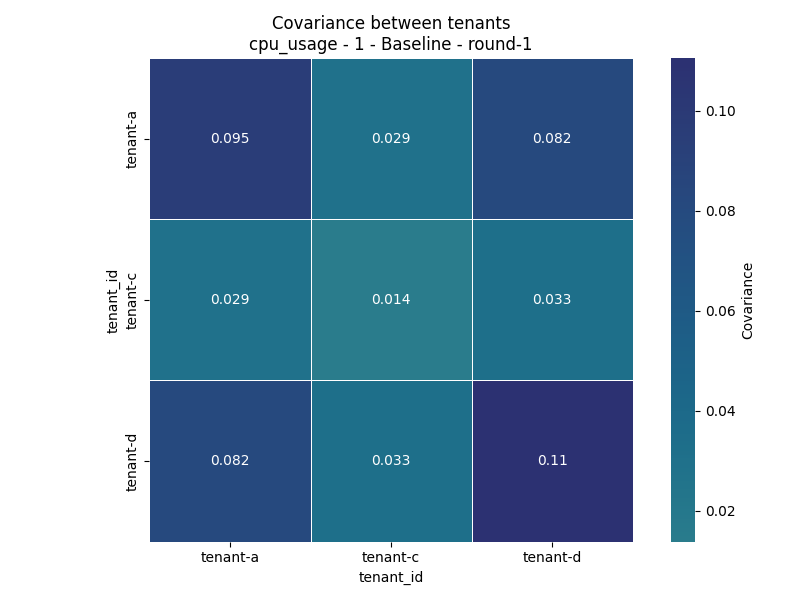 Covariance between tenants
cpu_usage - 1 - Baseline - round-1
tenant_id
tenant-a
tenant-c
tenant-d
0.095 0.029 0.082
0.029 0.014 0.033
0.082 0.033 0.11
tenant-a tenant-c tenant-d
tenant_id
0.10
0.08
0.06
0.04
0.02
Covariance